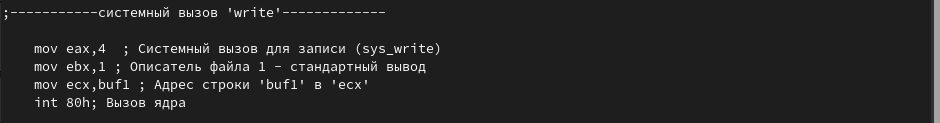 ;-----------системный вызов 'write'-------------
mov eax,4 ; Системный вызов для записи (sys_write)
mov ebx,1 ; Описатель файла 1 - стандартный вывод
mov ecx,buf1 ; Адрес строки 'buf1' в 'ecx'
int 80h; Вызов ядра